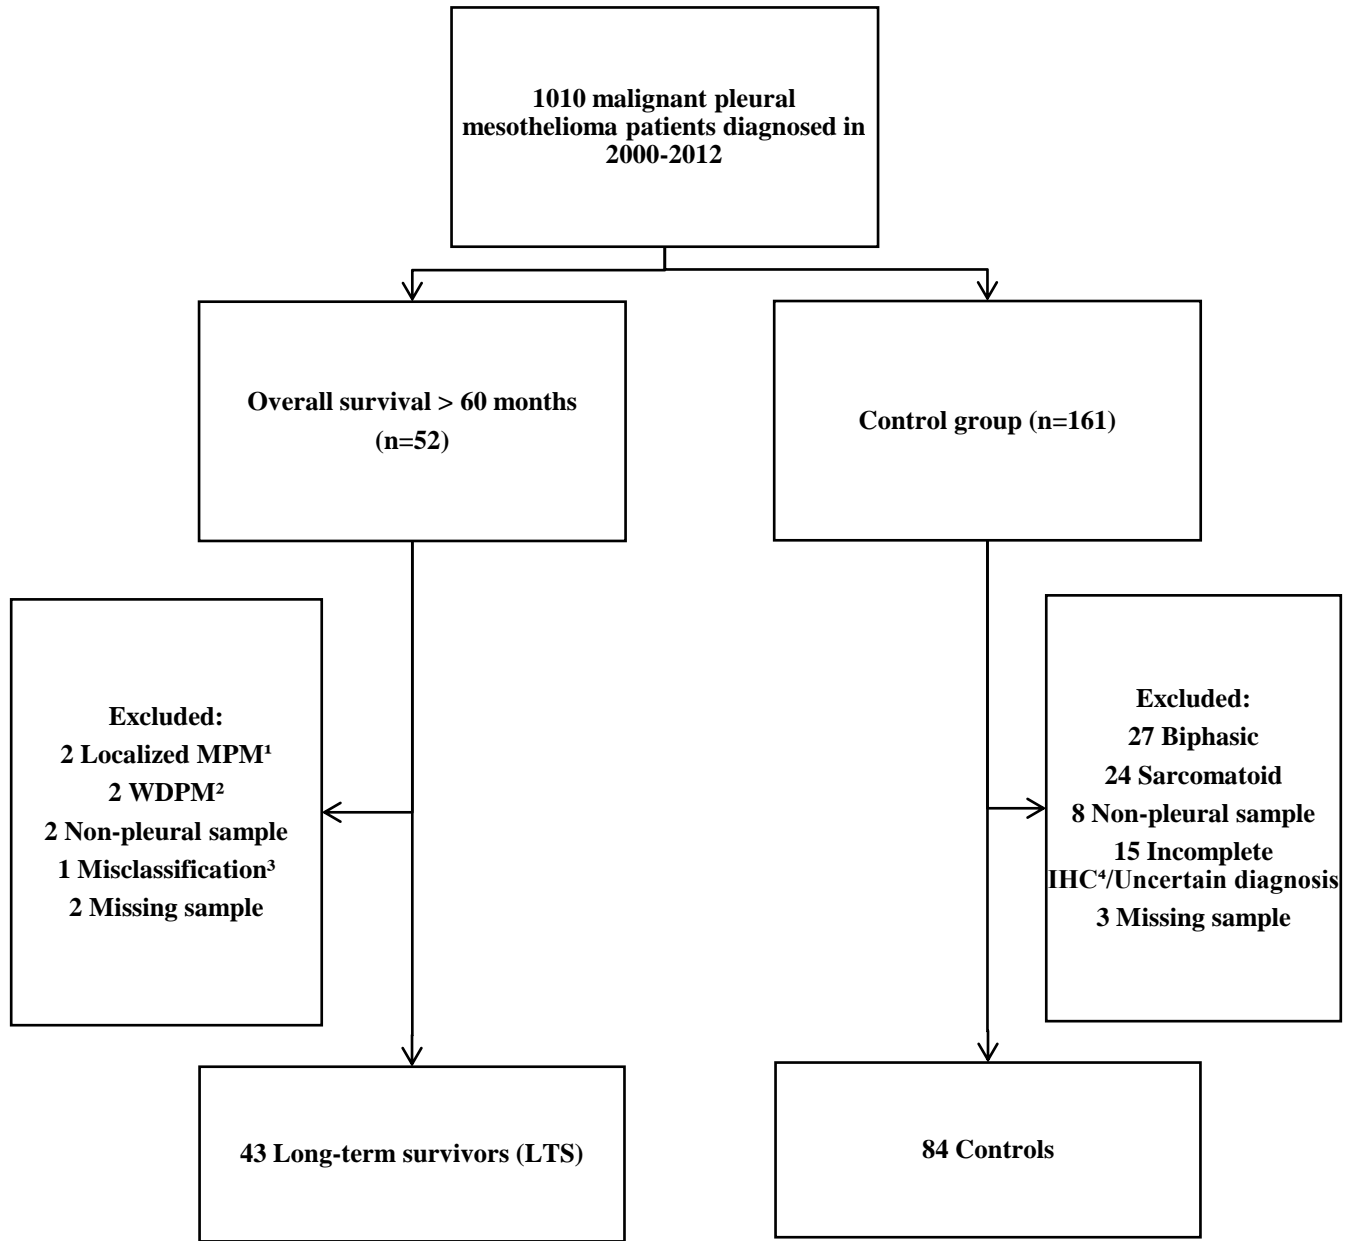 1010 malignant pleural
mesothelioma patients diagnosed in
2000-2012
Overall survival > 60 months
(n=52)
Control group (n=161)
Excluded:
2 Localized MPM¹
2 WDPM²
2 Non-pleural sample
1 Misclassification³
2 Missing sample
Excluded:
27 Biphasic
24 Sarcomatoid
8 Non-pleural sample
15 Incomplete
IHC⁴/Uncertain diagnosis
3 Missing sample
43 Long-term survivors (LTS)
84 Controls